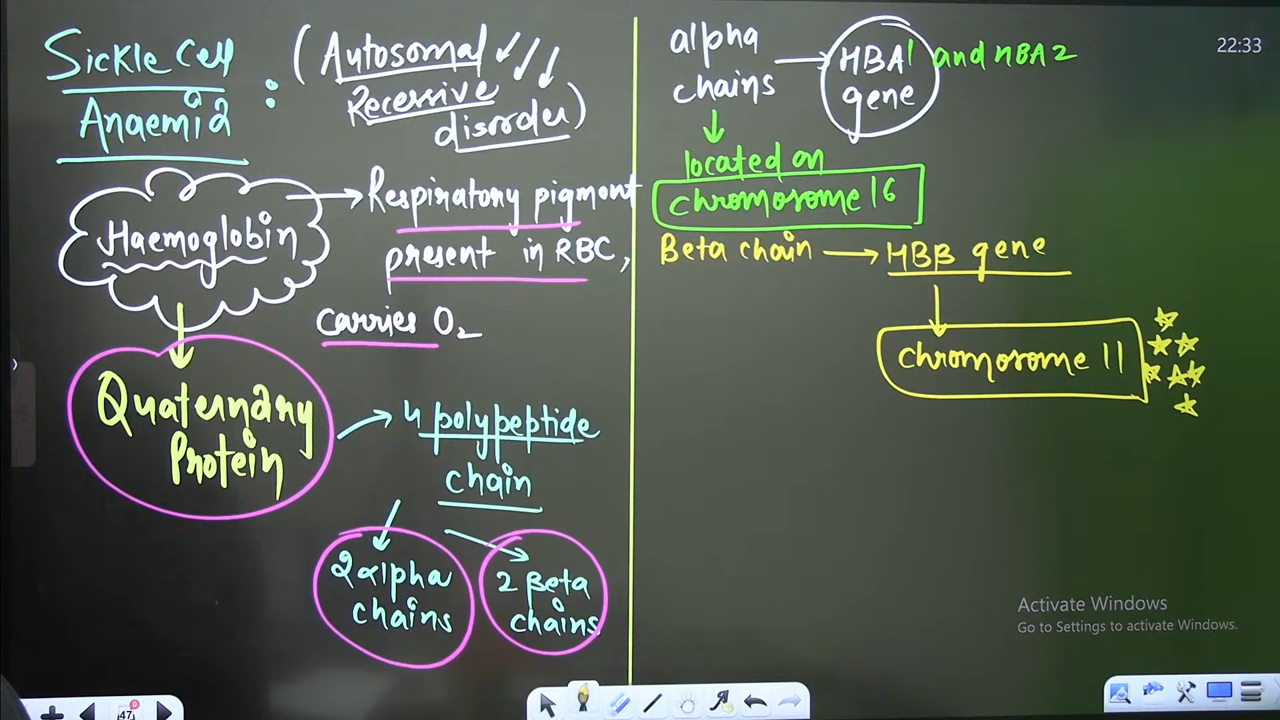 Sickle Cell Anaemia : (Autosomal
Recessive
disorder)
Haemoglobin → Respiratory pigment
present in RBC,
carries O2
Quaternary
Protein
4 polypeptide
chain
2 alpha
chains
2 Beta
chains
alpha
chains → HBA1 and HBA2
gene
located on
chromosome 16
Beta chain → HBB gene
chromosome 11
22:33
Activate Windows
Go to Settings to activate Windows.
47